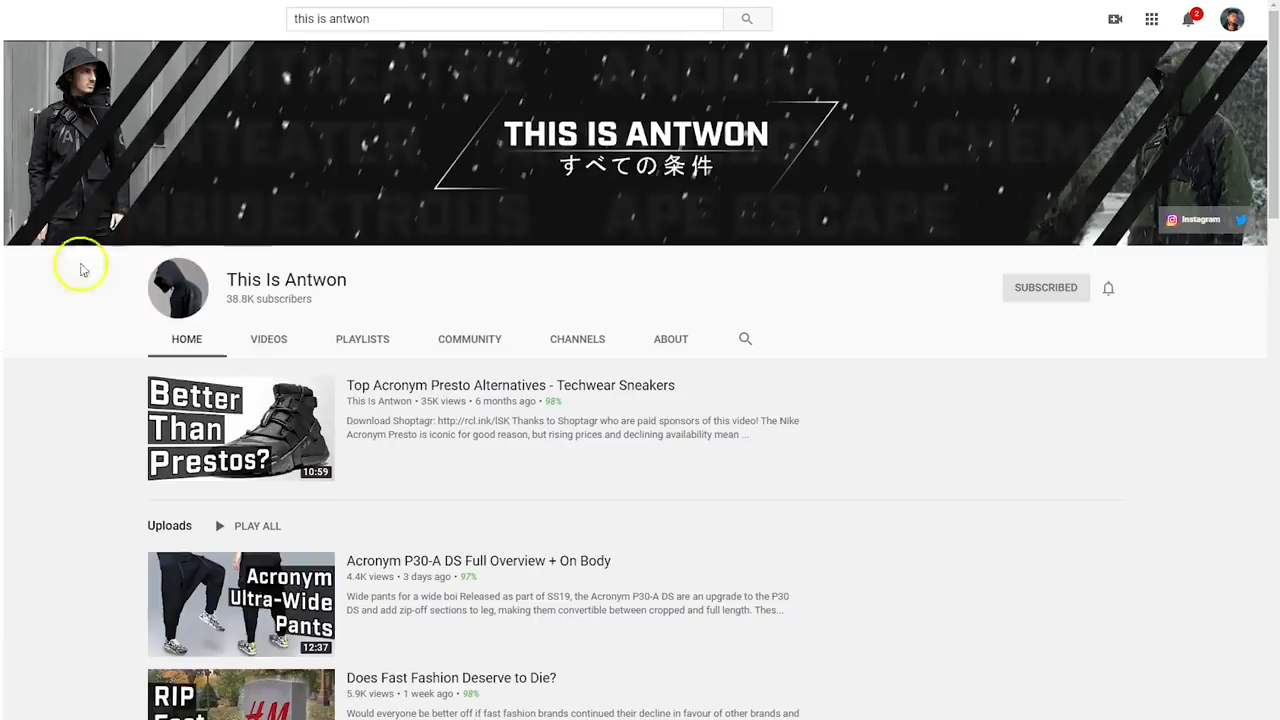 this is antwon
2
THIS IS ANTWON
すべての条件
Instagram
This Is Antwon
38.8K subscribers
SUBSCRIBED
HOME VIDEOS PLAYLISTS COMMUNITY CHANNELS ABOUT
Better
Than
Prestos?
10:59
Top Acronym Presto Alternatives - Techwear Sneakers
This Is Antwon • 35K views • 6 months ago • 98%
Download Shoptagr: http://rcl.ink/lSK Thanks to Shoptagr who are paid sponsors of this video! The Nike
Acronym Presto is iconic for good reason, but rising prices and declining availability mean ...
Uploads PLAY ALL
Acronym
Ultra-Wide
Pants
12:37
Acronym P30-A DS Full Overview + On Body
4.4K views • 3 days ago • 97%
Wide pants for a wide boi Released as part of SS19, the Acronym P30-A DS are an upgrade to the P30
DS and add zip-off sections to leg, making them convertible between cropped and full length. Thes...
RIP
H&M
Does Fast Fashion Deserve to Die?
5.9K views • 1 week ago • 98%
Would everyone be better off if fast fashion brands continued their decline in favour of other brands and